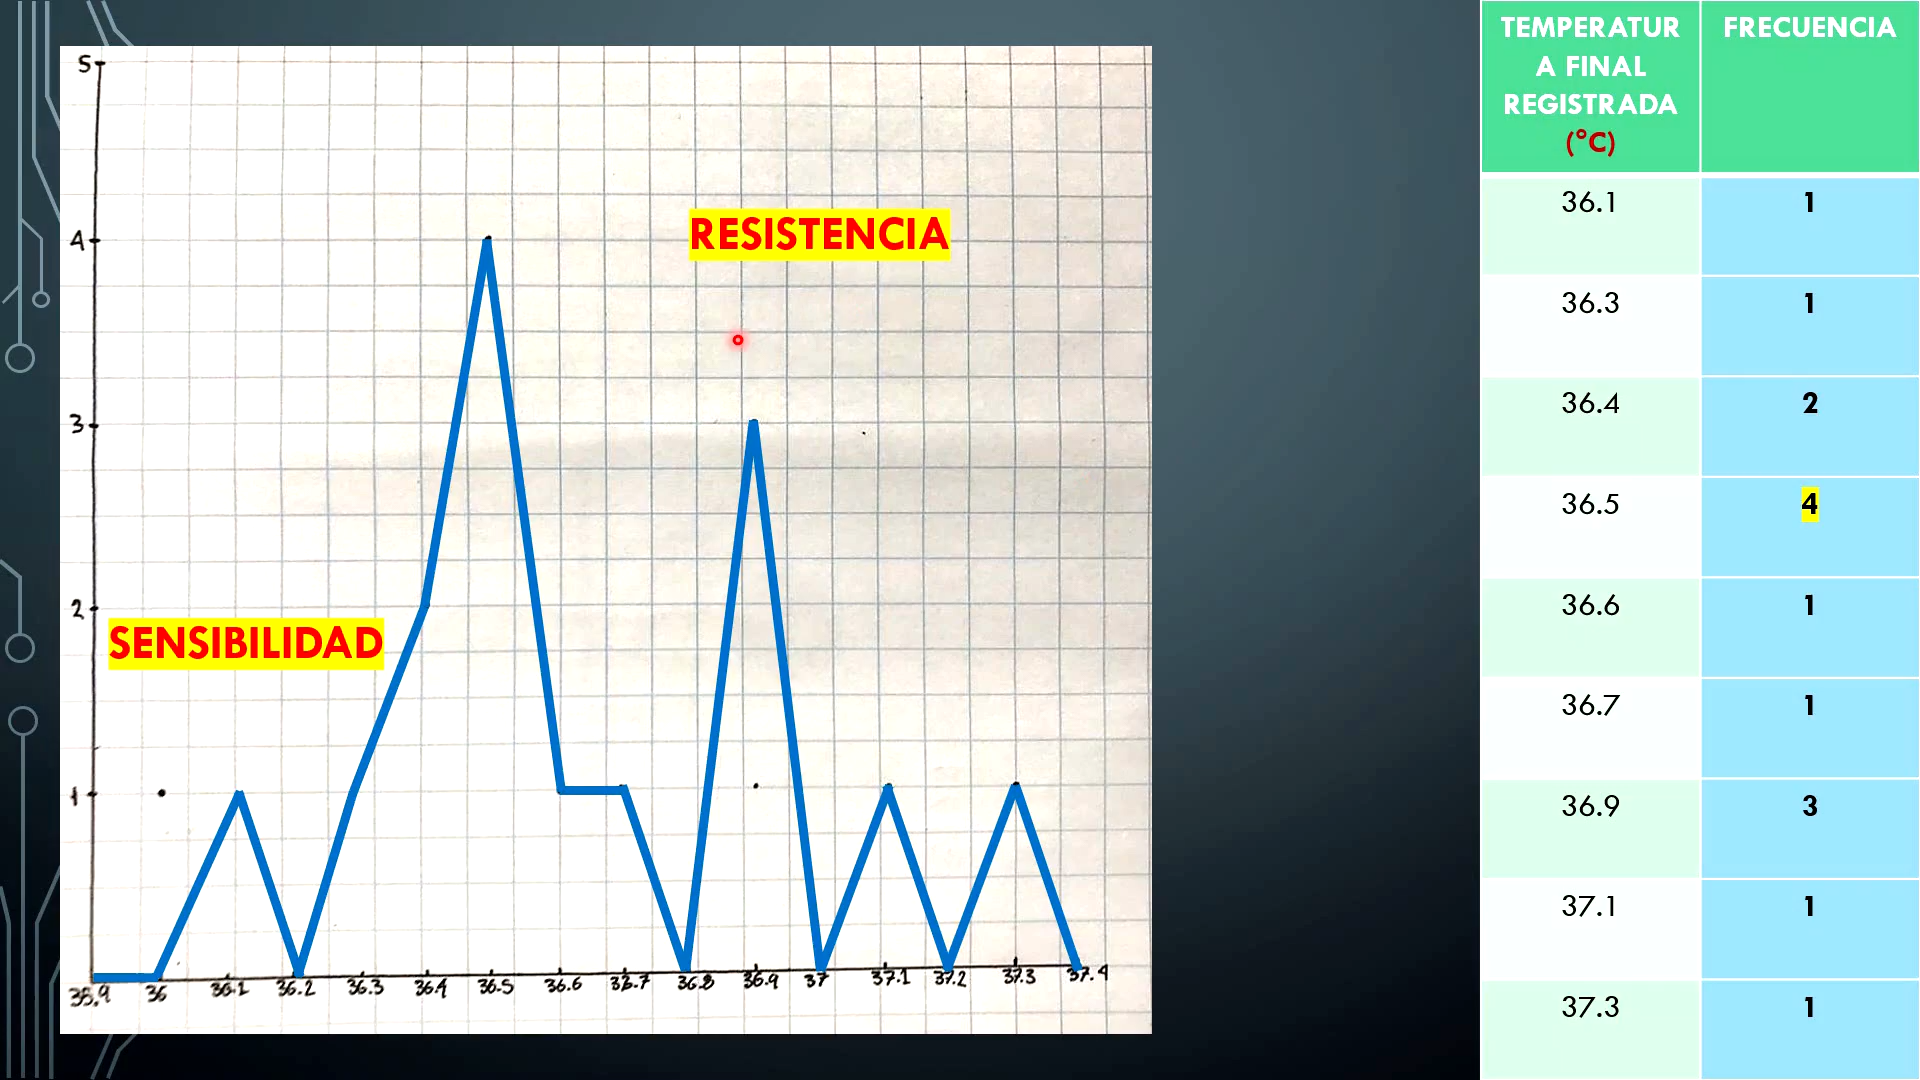 5
4
RESISTENCIA
3
2
SENSIBILIDAD
1
35.9 36 36.1 36.2 36.3 36.4 36.5 36.6 36.7 36.8 36.9 37 37.1 37.2 37.3 37.4
TEMPERATUR FRECUENCIA
A FINAL
REGISTRADA
(°C)
36.1 1
36.3 1
36.4 2
36.5 4
36.6 1
36.7 1
36.9 3
37.1 1
37.3 1